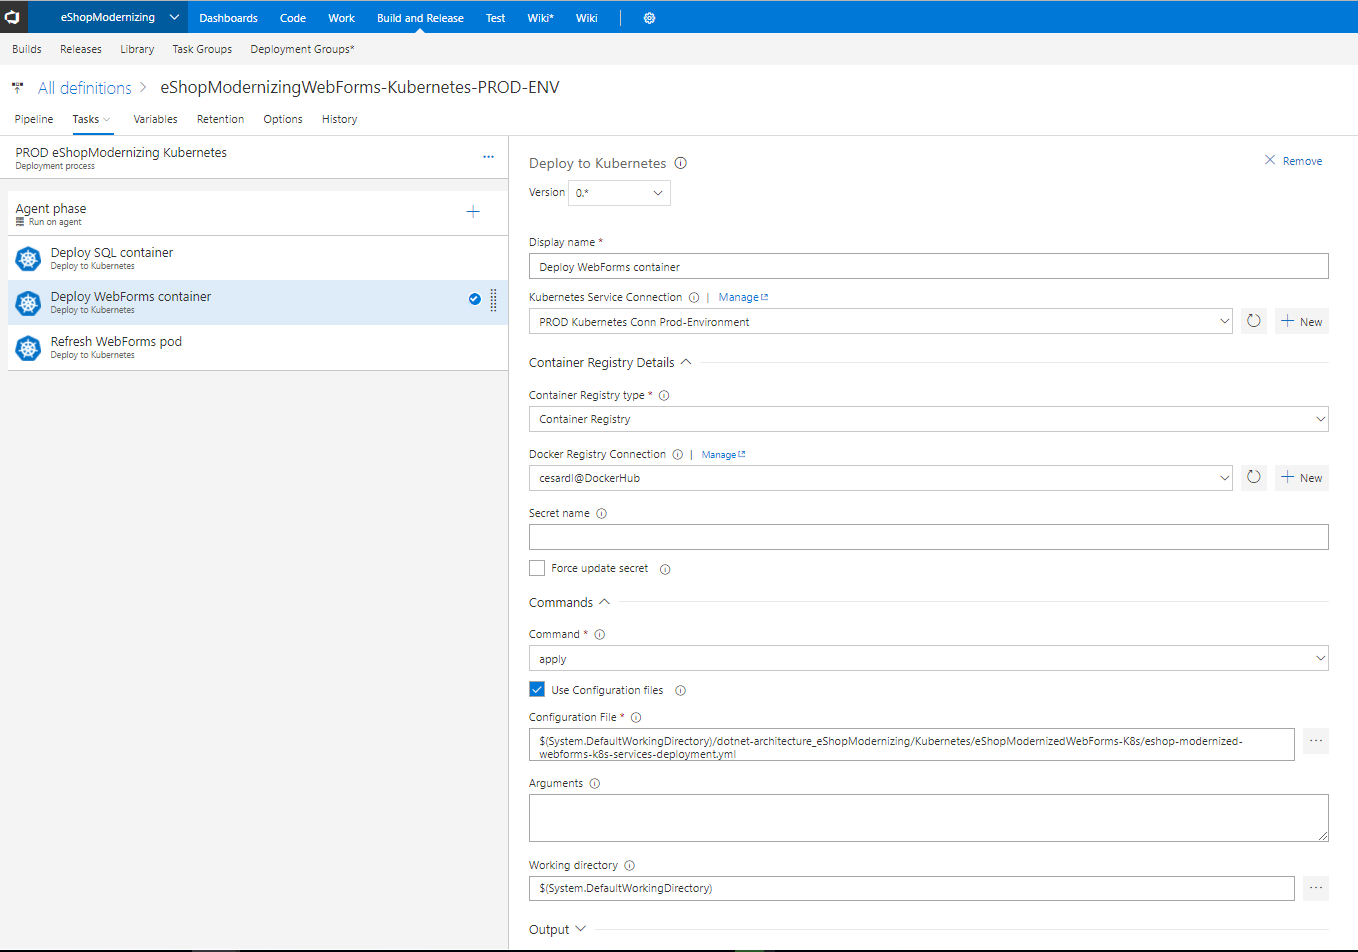 eShopModernizing Dashboards Code Work Build and Release Test Wiki* Wiki
Builds Releases Library Task Groups Deployment Groups*
All definitions > eShopModernizingWebForms-Kubernetes-PROD-ENV
Pipeline Tasks Variables Retention Options History
PROD eShopModernizing Kubernetes
Deployment process
...
Agent phase
Run on agent
Deploy SQL container
Deploy to Kubernetes
Deploy WebForms container
Deploy to Kubernetes
Refresh WebForms pod
Deploy to Kubernetes
Deploy to Kubernetes
Remove
Version 0.*
Display name *
Deploy WebForms container
Kubernetes Service Connection | Manage
PROD Kubernetes Conn Prod-Environment
New
Container Registry Details
Container Registry type *
Container Registry
Docker Registry Connection | Manage
cesardl@DockerHub
New
Secret name
Force update secret
Commands
Command *
apply
Use Configuration files
Configuration File *
$(System.DefaultWorkingDirectory)/dotnet-architecture_eShopModernizing/Kubernetes/eShopModernizedWebForms-K8s/eshop-modernized-
webforms-k8s-services-deployment.yml
...
Arguments
Working directory
$(System.DefaultWorkingDirectory)
...
Output